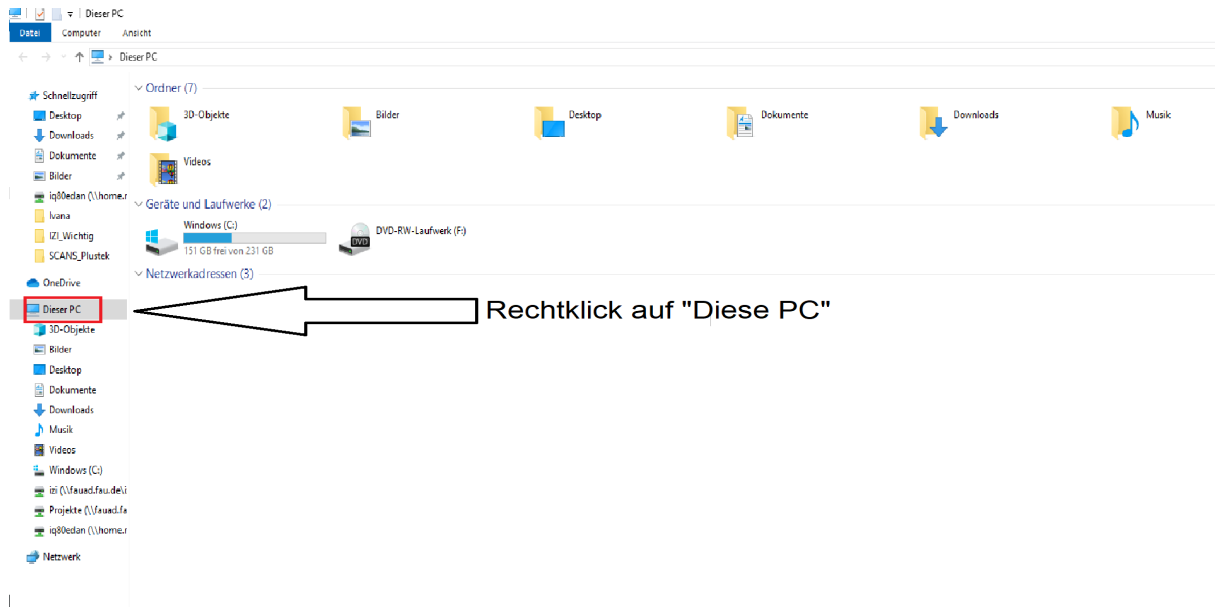 Dieser PC
Datei Computer Ansicht
Dieser PC
Schnellzugriff
Desktop
Downloads
Dokumente
Bilder
iq80edan (\\home.r
Ivana
IZI_Wichtig
SCANS_Plustek
OneDrive
Dieser PC
3D-Objekte
Bilder
Desktop
Dokumente
Downloads
Musik
Videos
Windows (C:)
izi (\\fauad.fau.de\i
Projekte (\\fauad.fa
iq80edan (\\home.r
Netzwerk
Ordner (7)
3D-Objekte
Bilder
Desktop
Dokumente
Downloads
Musik
Videos
Geräte und Laufwerke (2)
Windows (C:)
151 GB frei von 231 GB
DVD
DVD-RW-Laufwerk (F:)
Netzwerkadressen (3)
Rechtklick auf "Diese PC"